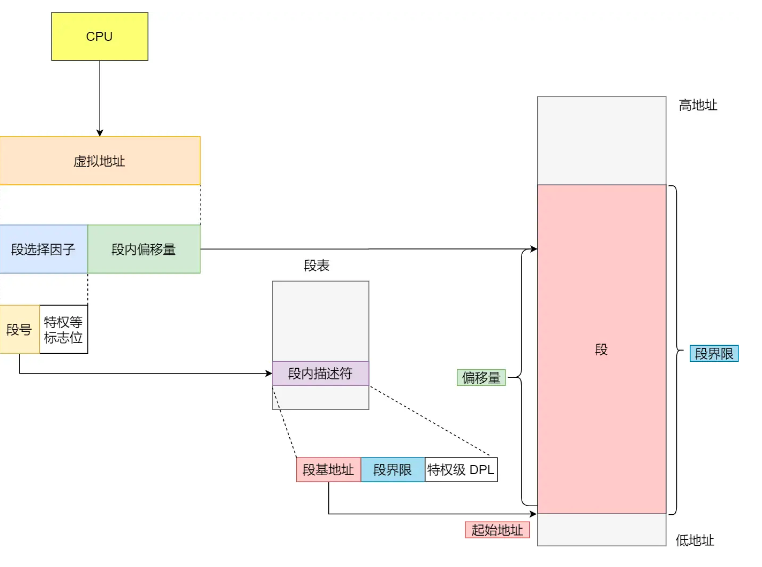 CPU
高地址
虚拟地址
段选择因子
段内偏移量
段表
段号
特权等
标志位
段内描述符
偏移量
段
段界限
段基地址
段界限
特权级 DPL
起始地址
低地址